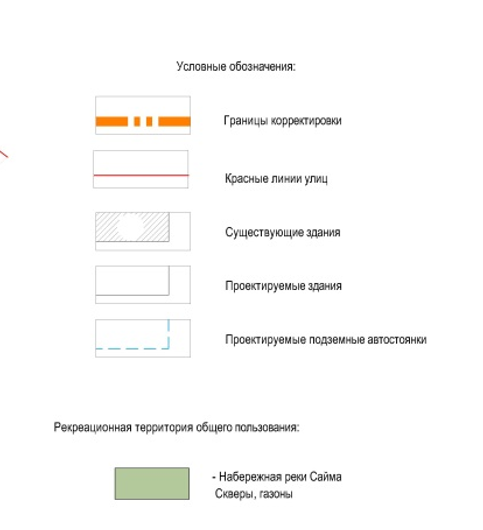 Условные обозначения:
Границы корректировки
Красные линии улиц
Существующие здания
Проектируемые здания
Проектируемые подземные автостоянки
Рекреационная территория общего пользования:
- Набережная реки Сайма
Скверы, газоны